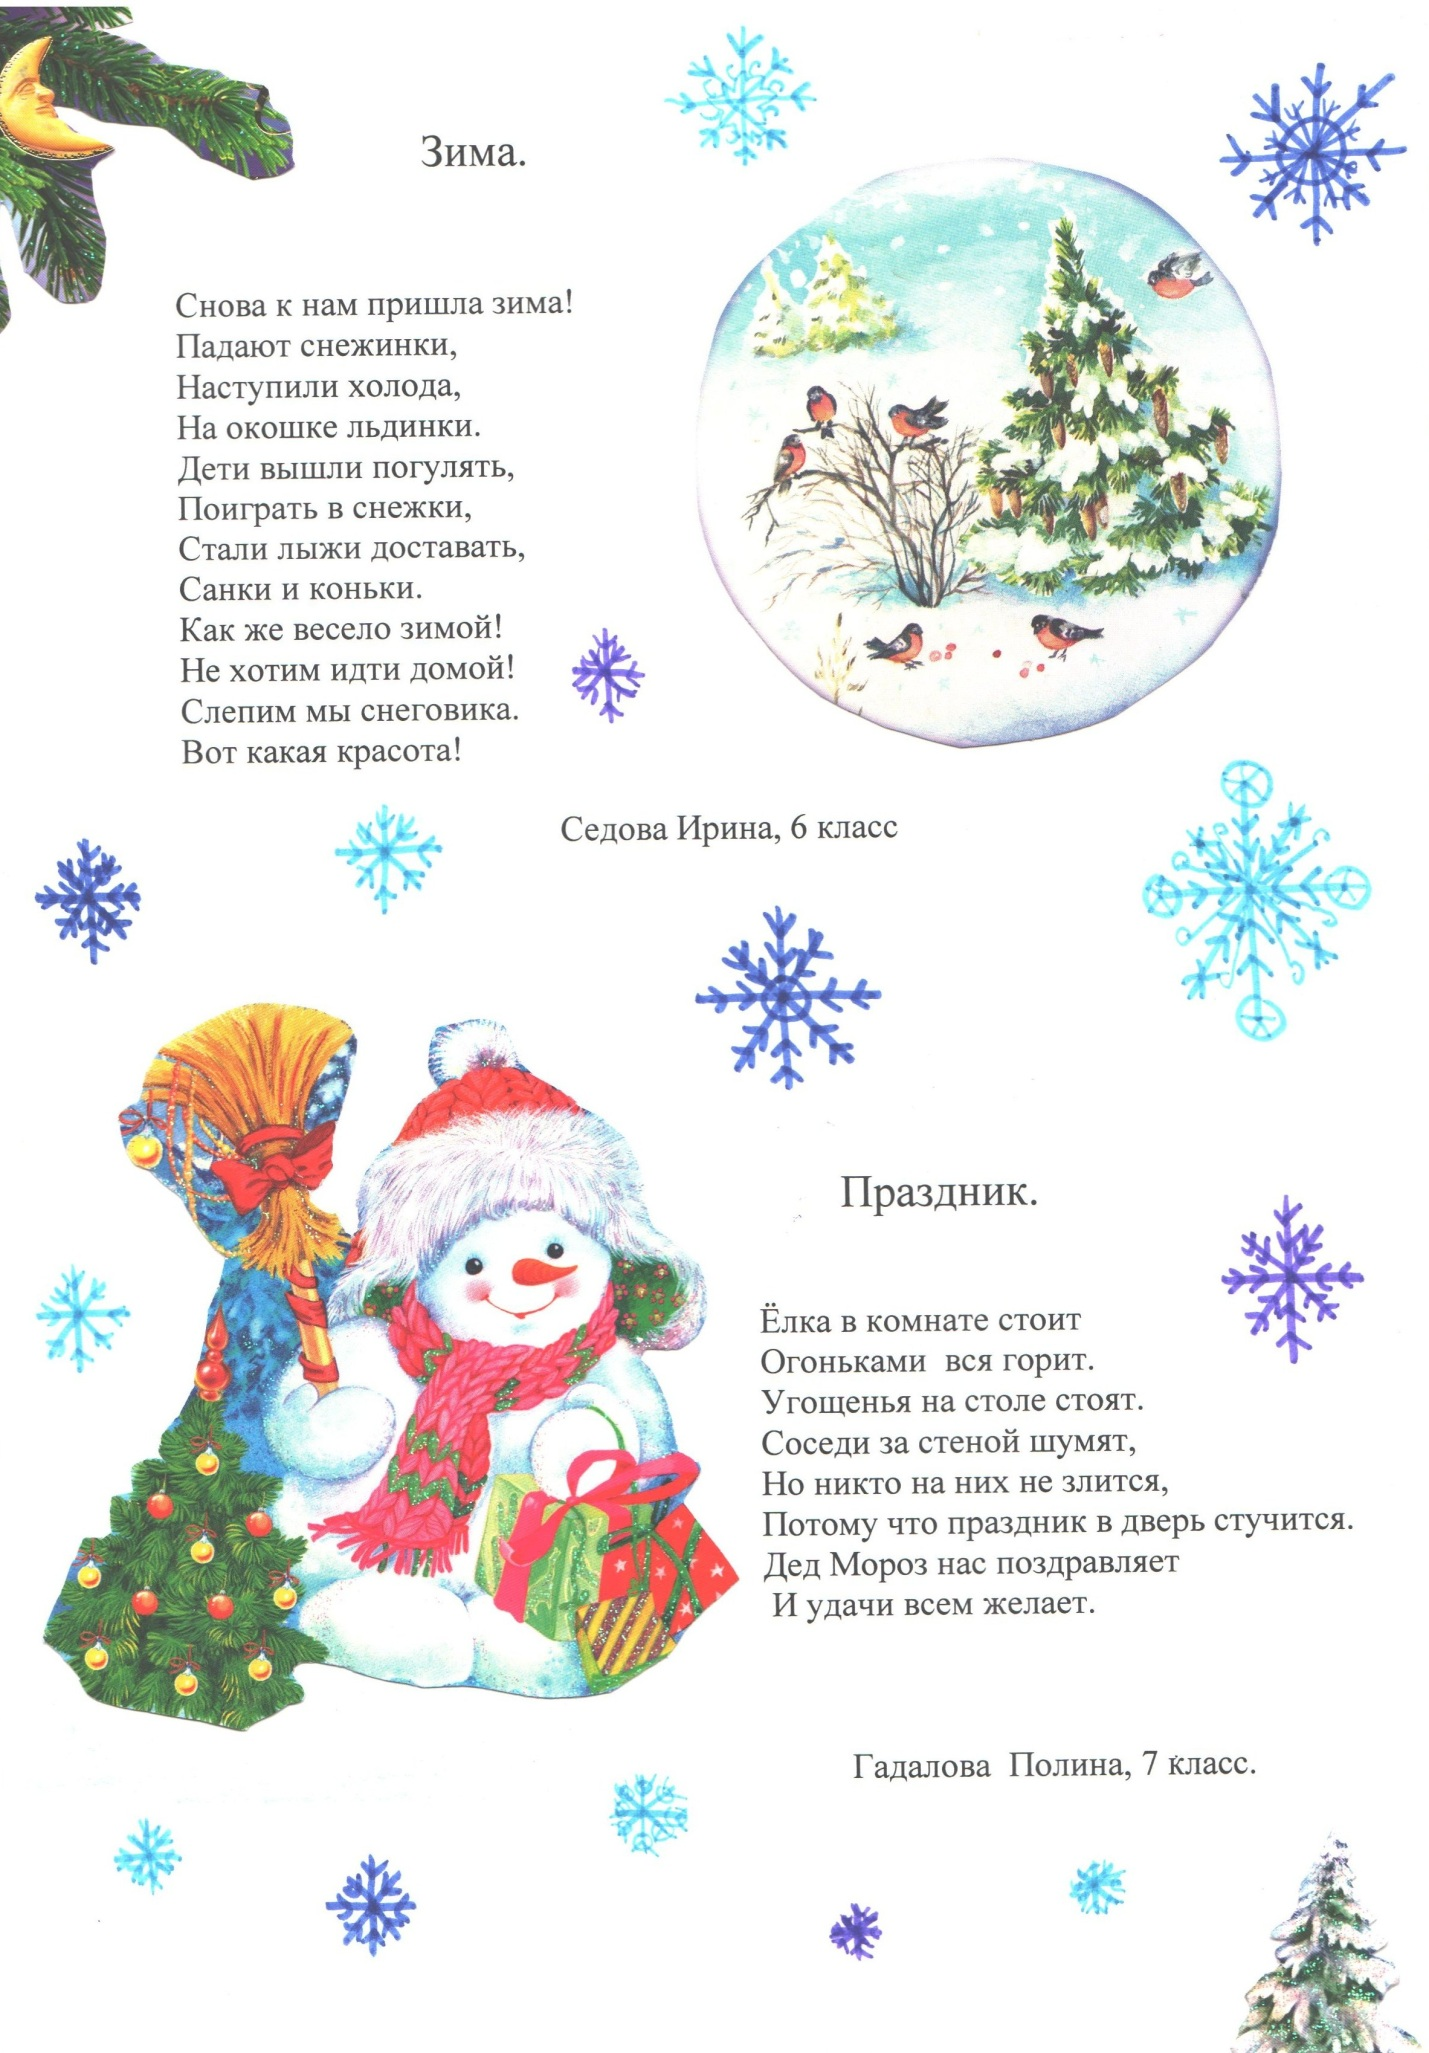 Зима.
Снова к нам пришла зима!
Падают снежинки,
Наступили холода,
На окошке льдинки.
Дети вышли погулять,
Поиграть в снежки,
Стали лыжи доставать,
Санки и коньки.
Как же весело зимой!
Не хотим идти домой!
Слепим мы снеговика.
Вот какая красота!
Седова Ирина, 6 класс
Праздник.
Ёлка в комнате стоит
Огоньками вся горит.
Угощенья на столе стоят.
Соседи за стеной шумят,
Но никто на них не злится,
Потому что праздник в дверь стучится.
Дед Мороз нас поздравляет
И удачи всем желает.
Гадалова Полина, 7 класс.